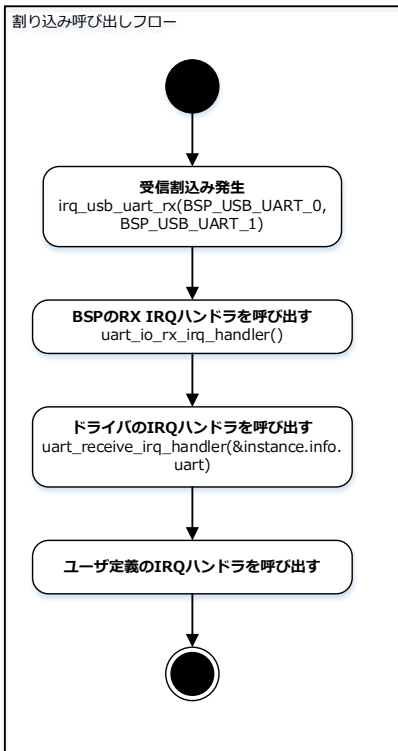 割り込み呼び出しフロー
受信割込み発生
irq_usb_uart_rx(BSP_USB_UART_0,
BSP_USB_UART_1)
BSPのRX IRQハンドラを呼び出す
uart_io_rx_irq_handler()
ドライバのIRQハンドラを呼び出す
uart_receive_irq_handler(&instance.info.
uart)
ユーザ定義のIRQハンドラを呼び出す